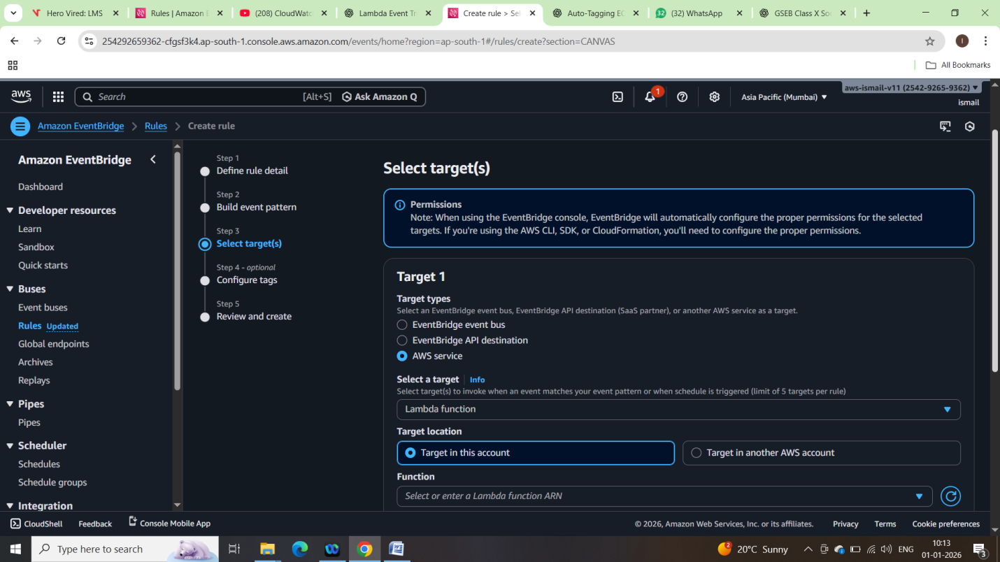 Hero Vired: LMS
Rules | Amazon E
(208) CloudWatc
Lambda Event Tr
Create rule > Sel
Auto-Tagging EC
(32) WhatsApp
GSEB Class X So
254292659362-cfgsf3k4.ap-south-1.console.aws.amazon.com/events/home?region=ap-south-1#/rules/create?section=CANVAS
I
All Bookmarks
aws
Search
[Alt+S]
Ask Amazon Q
1
Asia Pacific (Mumbai)
aws-ismail-v11 (2542-9265-9362)
ismail
Amazon EventBridge
Rules
Create rule
Amazon EventBridge
Dashboard
Developer resources
Learn
Sandbox
Quick starts
Buses
Event buses
Rules Updated
Global endpoints
Archives
Replays
Pipes
Pipes
Scheduler
Schedules
Schedule groups
Integration
Step 1
Define rule detail
Step 2
Build event pattern
Step 3
Select target(s)
Step 4 - optional
Configure tags
Step 5
Review and create
Select target(s)
Permissions
Note: When using the EventBridge console, EventBridge will automatically configure the proper permissions for the selected
targets. If you're using the AWS CLI, SDK, or CloudFormation, you'll need to configure the proper permissions.
Target 1
Target types
Select an EventBridge event bus, EventBridge API destination (SaaS partner), or another AWS service as a target.
EventBridge event bus
EventBridge API destination
AWS service
Select a target Info
Select target(s) to invoke when an event matches your event pattern or when schedule is triggered (limit of 5 targets per rule)
Lambda function
Target location
Target in this account
Target in another AWS account
Function
Select or enter a Lambda function ARN
CloudShell
Feedback
Console Mobile App
© 2026, Amazon Web Services, Inc. or its affiliates.
Privacy
Terms
Cookie preferences
Type here to search
2
20°C Sunny
ENG
10:13
01-01-2026
3